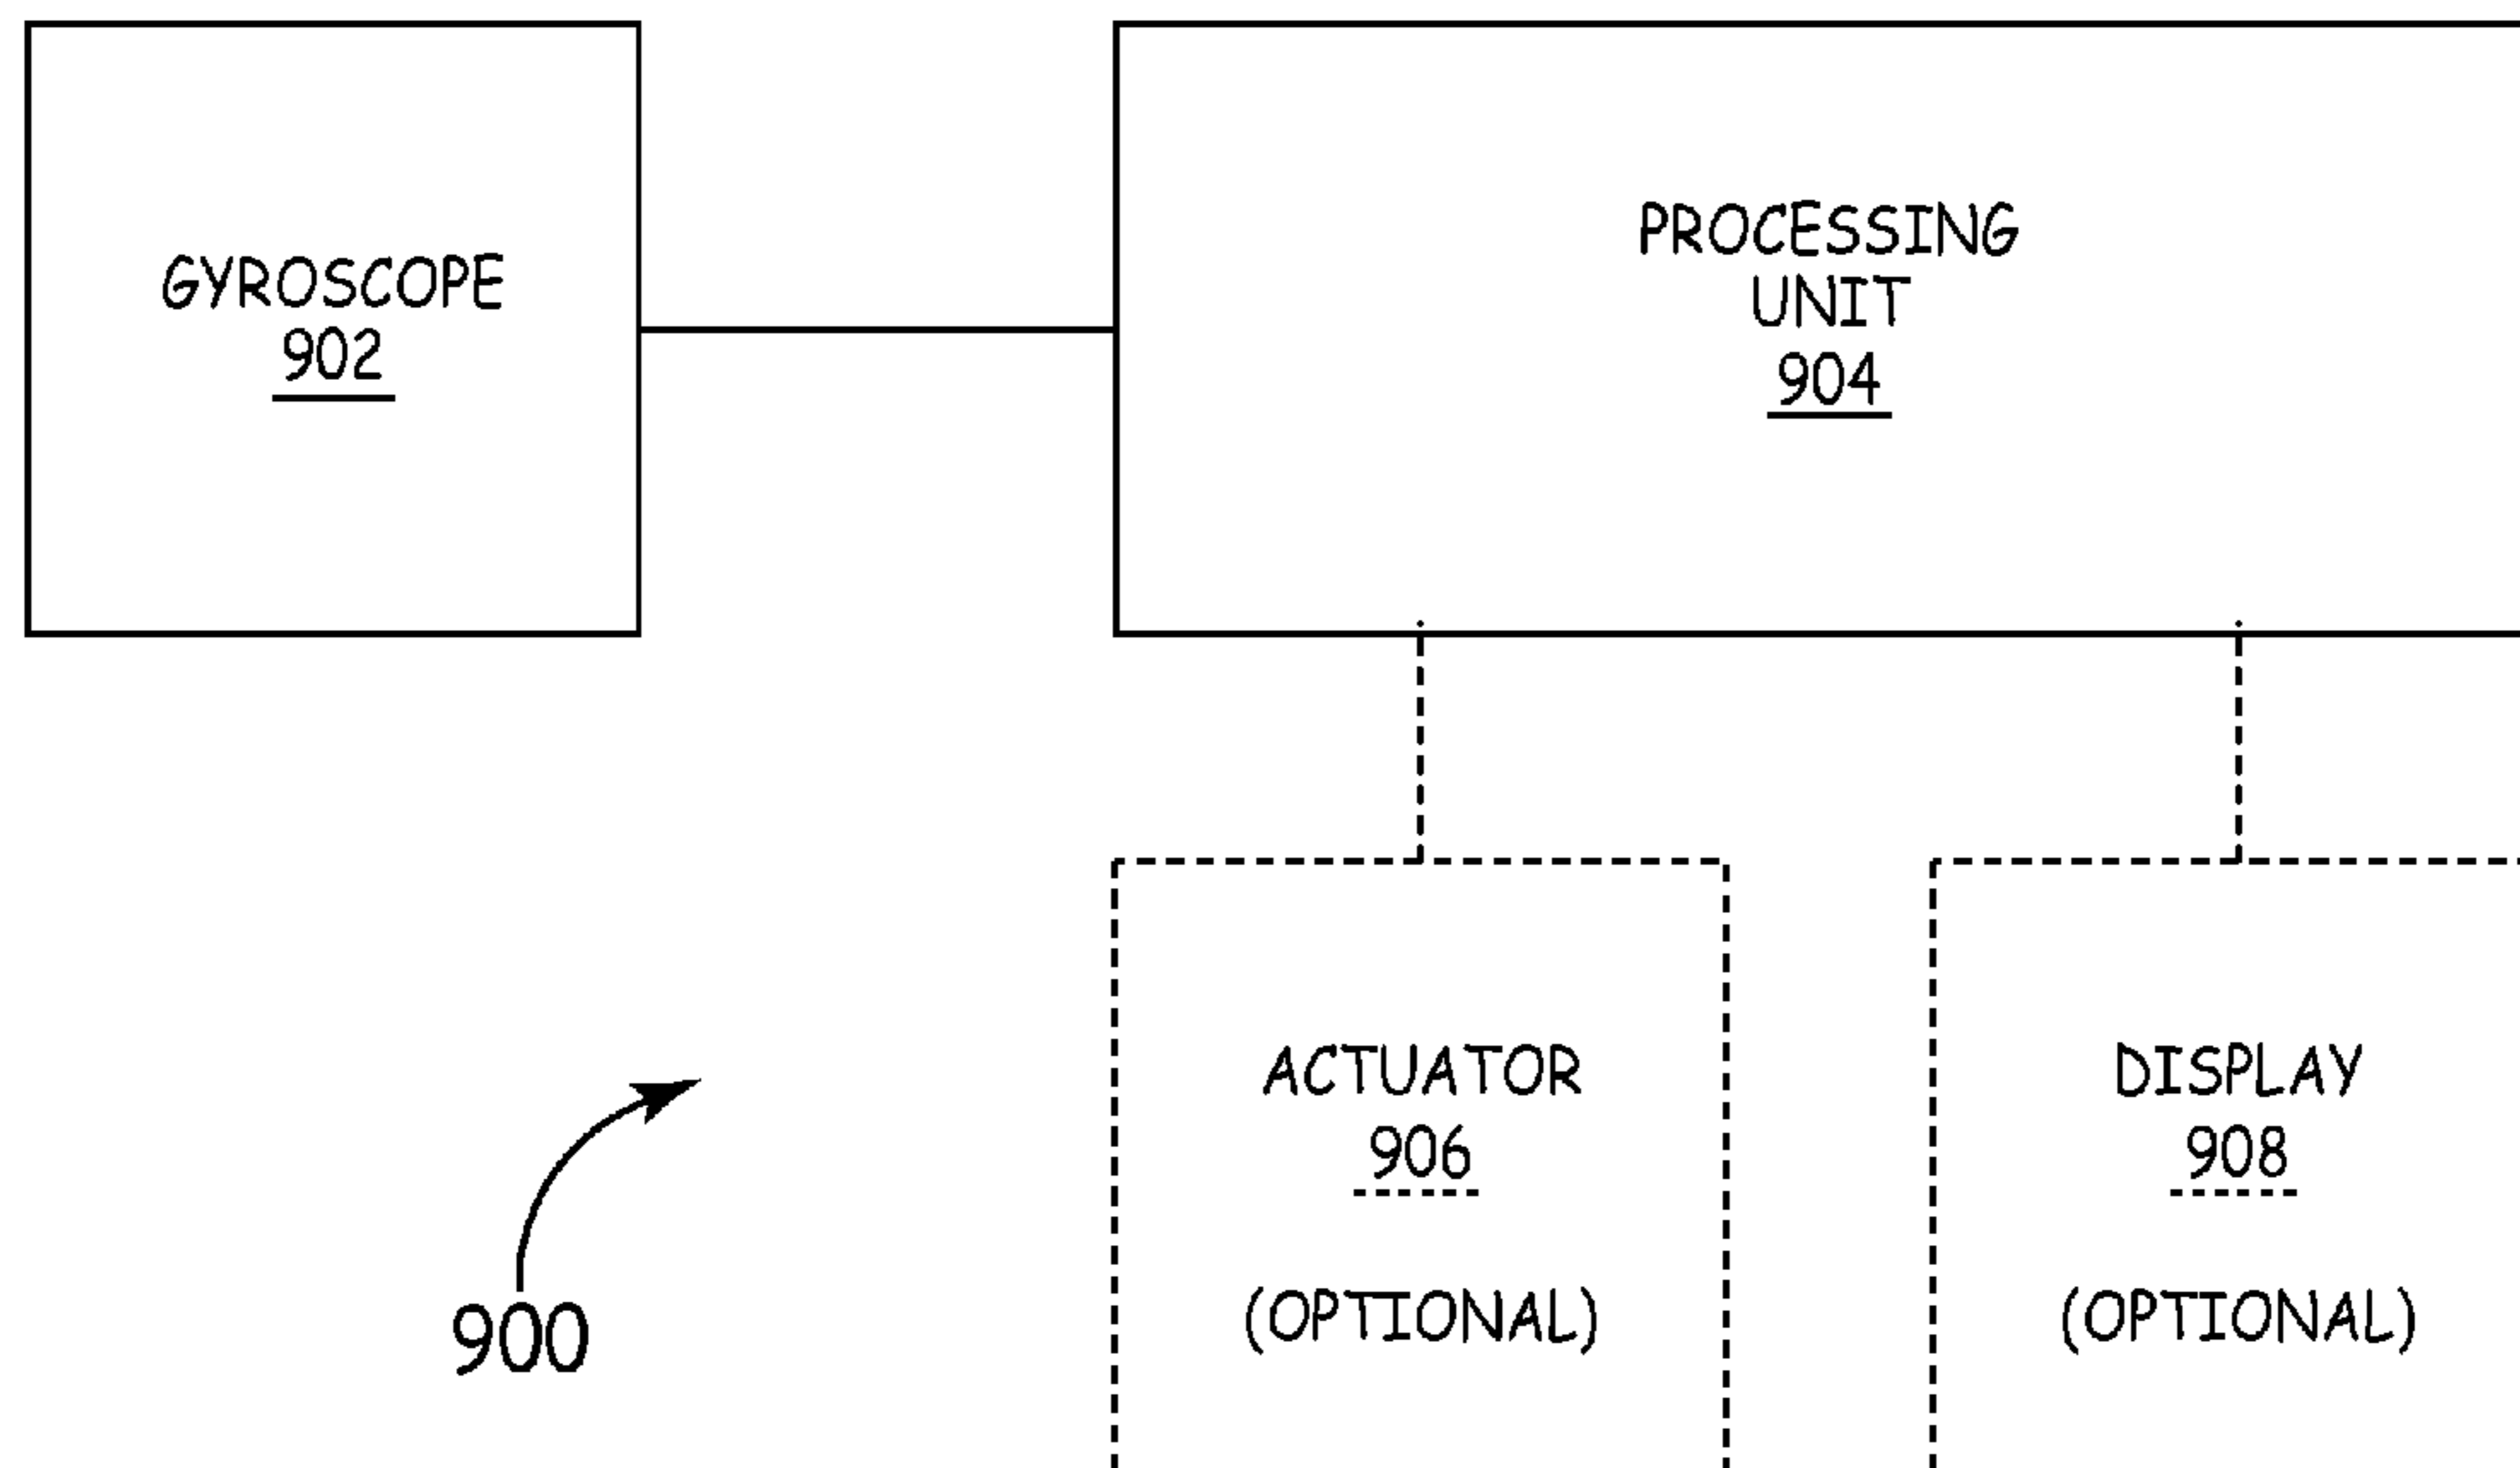 GYROSCOPE
902
PROCESSING
UNIT
904
ACTUATOR
906
(OPTIONAL)
DISPLAY
908
(OPTIONAL)
900